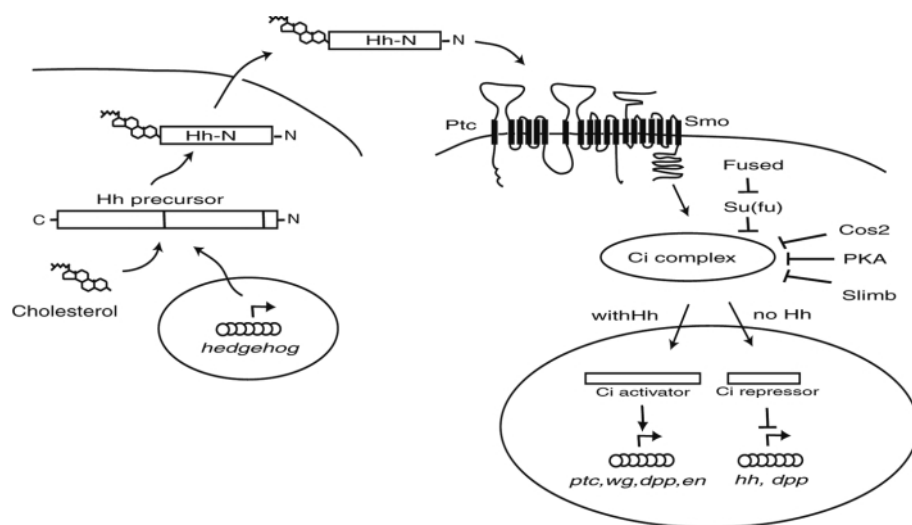 Hh-N
N
Hh-N
N
Hh precursor
C
N
Cholesterol
hedgehog
Ptc
Smo
Fused
Su(fu)
Ci complex
Cos2
PKA
Slimb
withHh
no Hh
Ci activator
Ci repressor
ptc,wg,dpp,en
hh, dpp